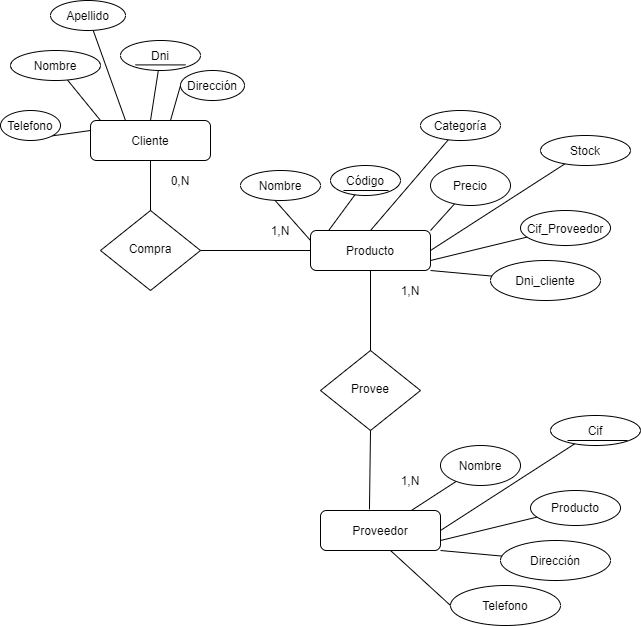 Apellido
Dni
Nombre
Dirección
Telefono
Cliente
0,N
Categoría
Stock
Nombre
Código
Precio
1,N
Cif_Proveedor
Compra
Producto
Dni_cliente
1,N
Provee
Cif
Nombre
1,N
Producto
Proveedor
Dirección
Telefono